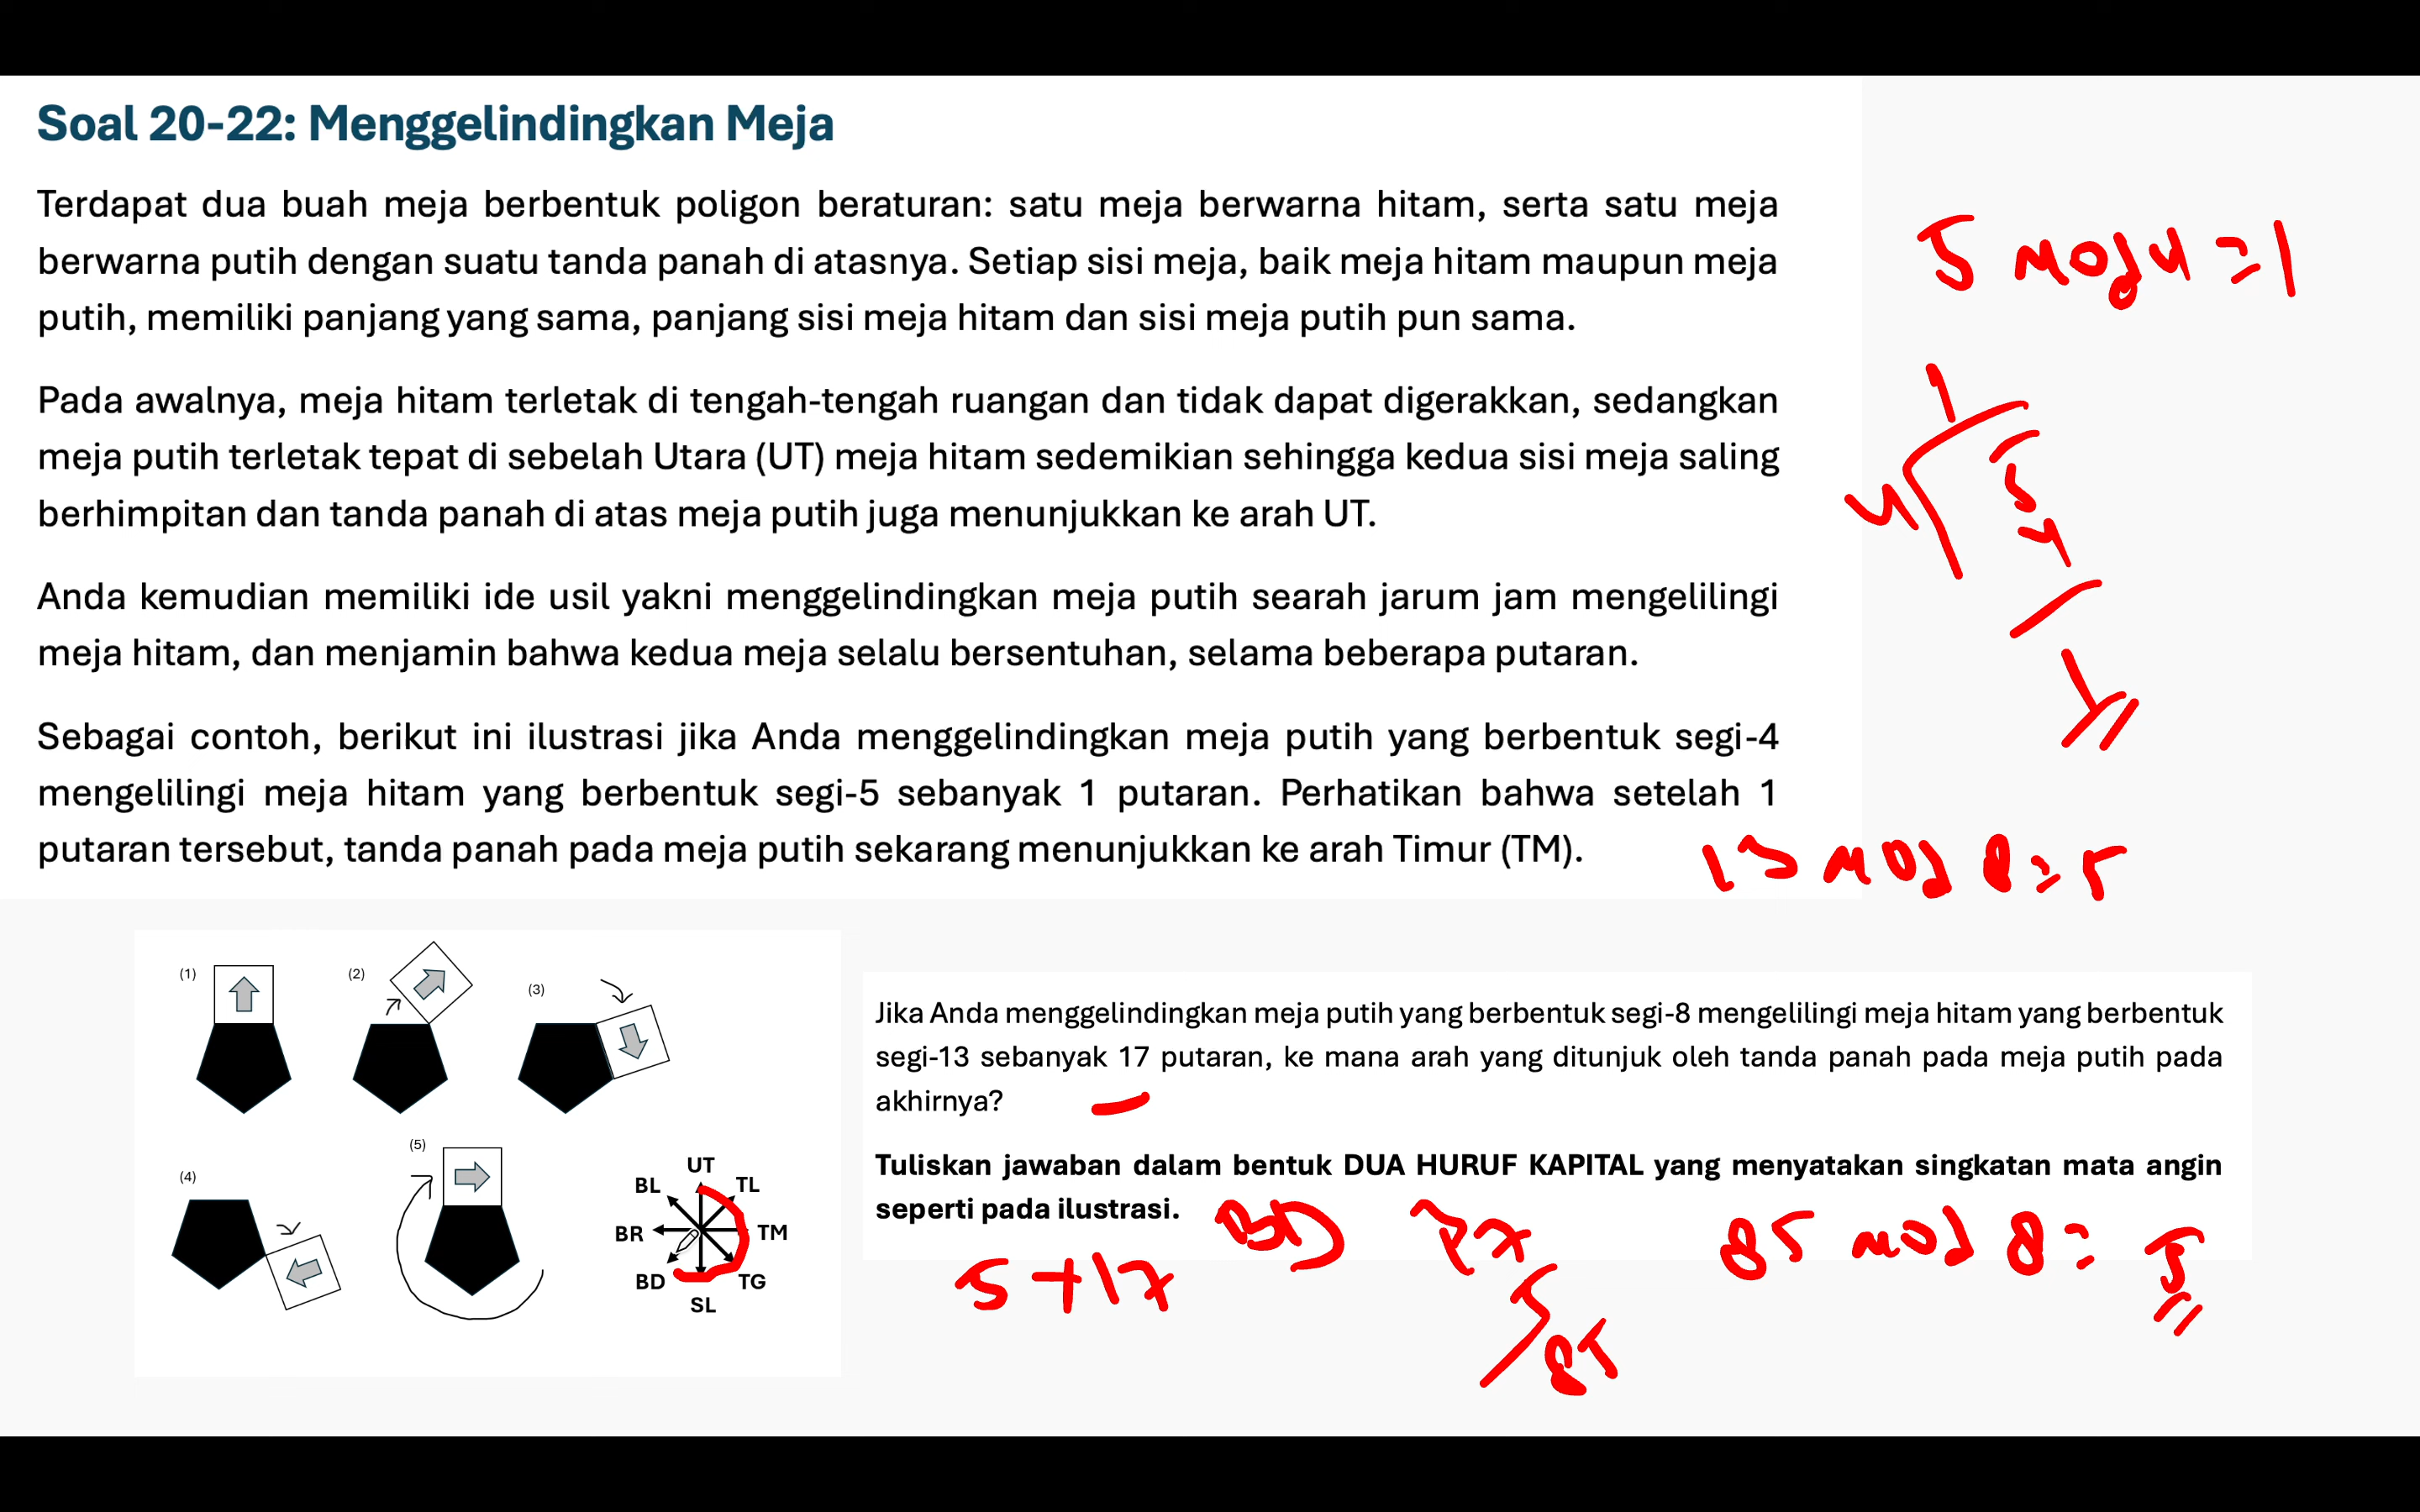 Soal 20-22: Menggelindingkan Meja
Terdapat dua buah meja berbentuk poligon beraturan: satu meja berwarna hitam, serta satu meja
berwarna putih dengan suatu tanda panah di atasnya. Setiap sisi meja, baik meja hitam maupun meja
putih, memiliki panjang yang sama, panjang sisi meja hitam dan sisi meja putih pun sama.
Pada awalnya, meja hitam terletak di tengah-tengah ruangan dan tidak dapat digerakkan, sedangkan
meja putih terletak tepat di sebelah Utara (UT) meja hitam sedemikian sehingga kedua sisi meja saling
berhimpitan dan tanda panah di atas meja putih juga menunjukkan ke arah UT.
Anda kemudian memiliki ide usil yakni menggelindingkan meja putih searah jarum jam mengelilingi
meja hitam, dan menjamin bahwa kedua meja selalu bersentuhan, selama beberapa putaran.
Sebagai contoh, berikut ini ilustrasi jika Anda menggelindingkan meja putih yang berbentuk segi-4
mengelilingi meja hitam yang berbentuk segi-5 sebanyak 1 putaran. Perhatikan bahwa setelah 1
putaran tersebut, tanda panah pada meja putih sekarang menunjukkan ke arah Timur (TM).
5 mod 4 = 1
1
4
5
4
1
13 mod 8 = 5
(1)
(2)
(3)
(4)
(5)
UT
BL
TL
BR
TM
BD
TG
SL
Jika Anda menggelindingkan meja putih yang berbentuk segi-8 mengelilingi meja hitam yang berbentuk
segi-13 sebanyak 17 putaran, ke mana arah yang ditunjuk oleh tanda panah pada meja putih pada
akhirnya?
Tuliskan jawaban dalam bentuk DUA HURUF KAPITAL yang menyatakan singkatan mata angin
seperti pada ilustrasi.
BD
5 + 17
5
85
85 mod 8 = 5